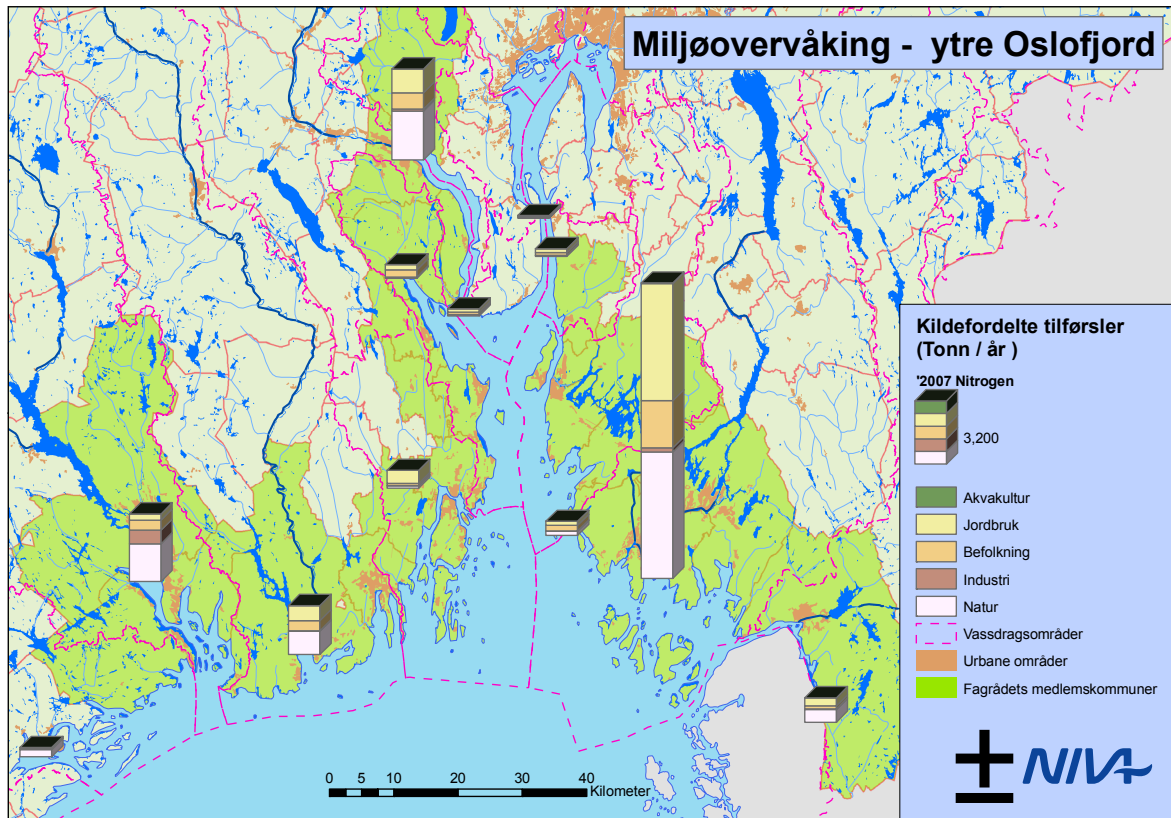 Miljøovervåking - ytre Oslofjord
Kildefordelte tilførsler
(Tonn / år )
'2007 Nitrogen
3,200
Akvakultur
Jordbruk
Befolkning
Industri
Natur
Vassdragsområder
Urbane områder
Fagrådets medlemskommuner
0 5 10 20 30 40
Kilometer
NIVA